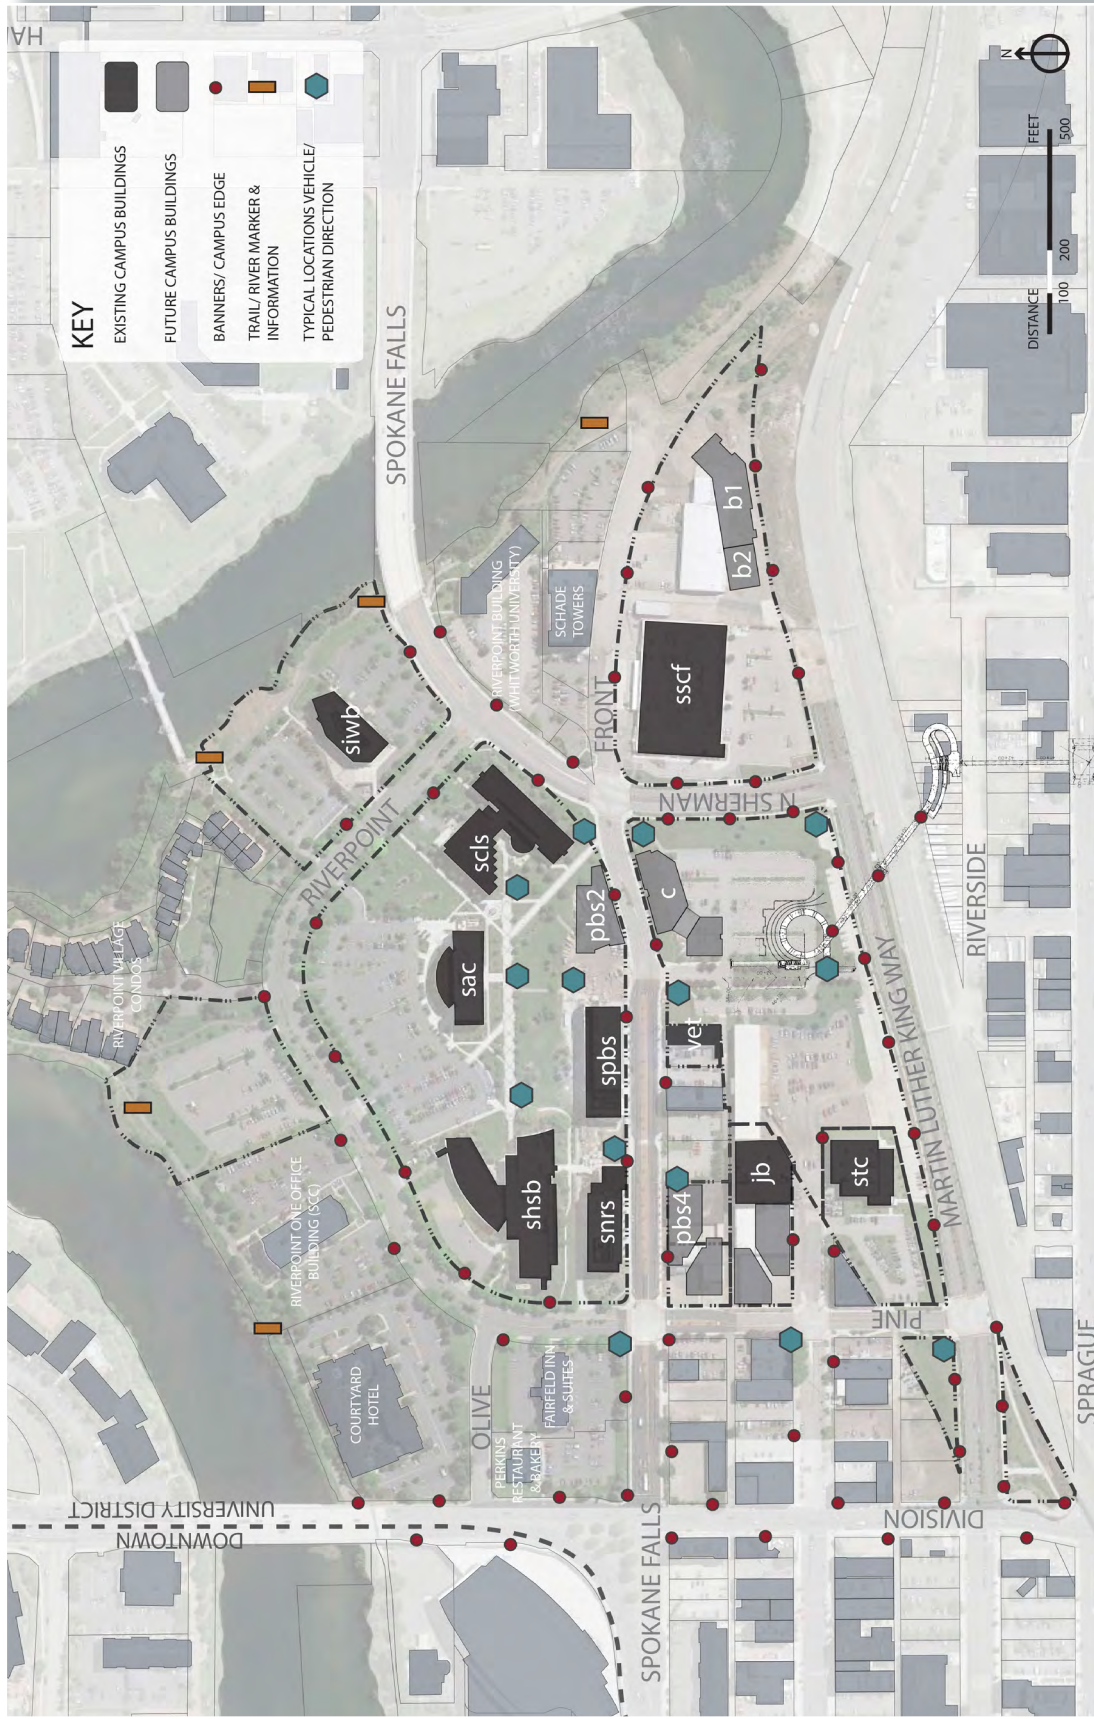 HA
KEY
EXISTING CAMPUS BUILDINGS
FUTURE CAMPUS BUILDINGS
BANNERS/ CAMPUS EDGE
TRAIL/ RIVER MARKER &
INFORMATION
TYPICAL LOCATIONS VEHICLE/
PEDESTRIAN DIRECTION
N
DISTANCE
FEET
100
200
500
SPOKANE FALLS
siwb
RIVERPOINT
RIVERPOINT BUILDING
(WHITWORTH UNIVERSITY)
SCHADE
TOWERS
FRONT
b1
b2
sscf
N SHERMAN
scls
pbs2
c
sac
RIVERPOINT VILLAGE
CONDOS
spbs
vet
RIVERSIDE
MARTIN LUTHER KING WAY
shsb
snrs
pbs4
jb
stc
RIVERPOINT ONE OFFICE
BUILDING (SCC)
COURTYARD
HOTEL
OLIVE
FAIRFELD INN
& SUITES
PERKINS
RESTAURANT
& BAKERY
PINE
SPRAGUE
UNIVERSITY DISTRICT
DOWNTOWN
SPOKANE FALLS
DIVISION